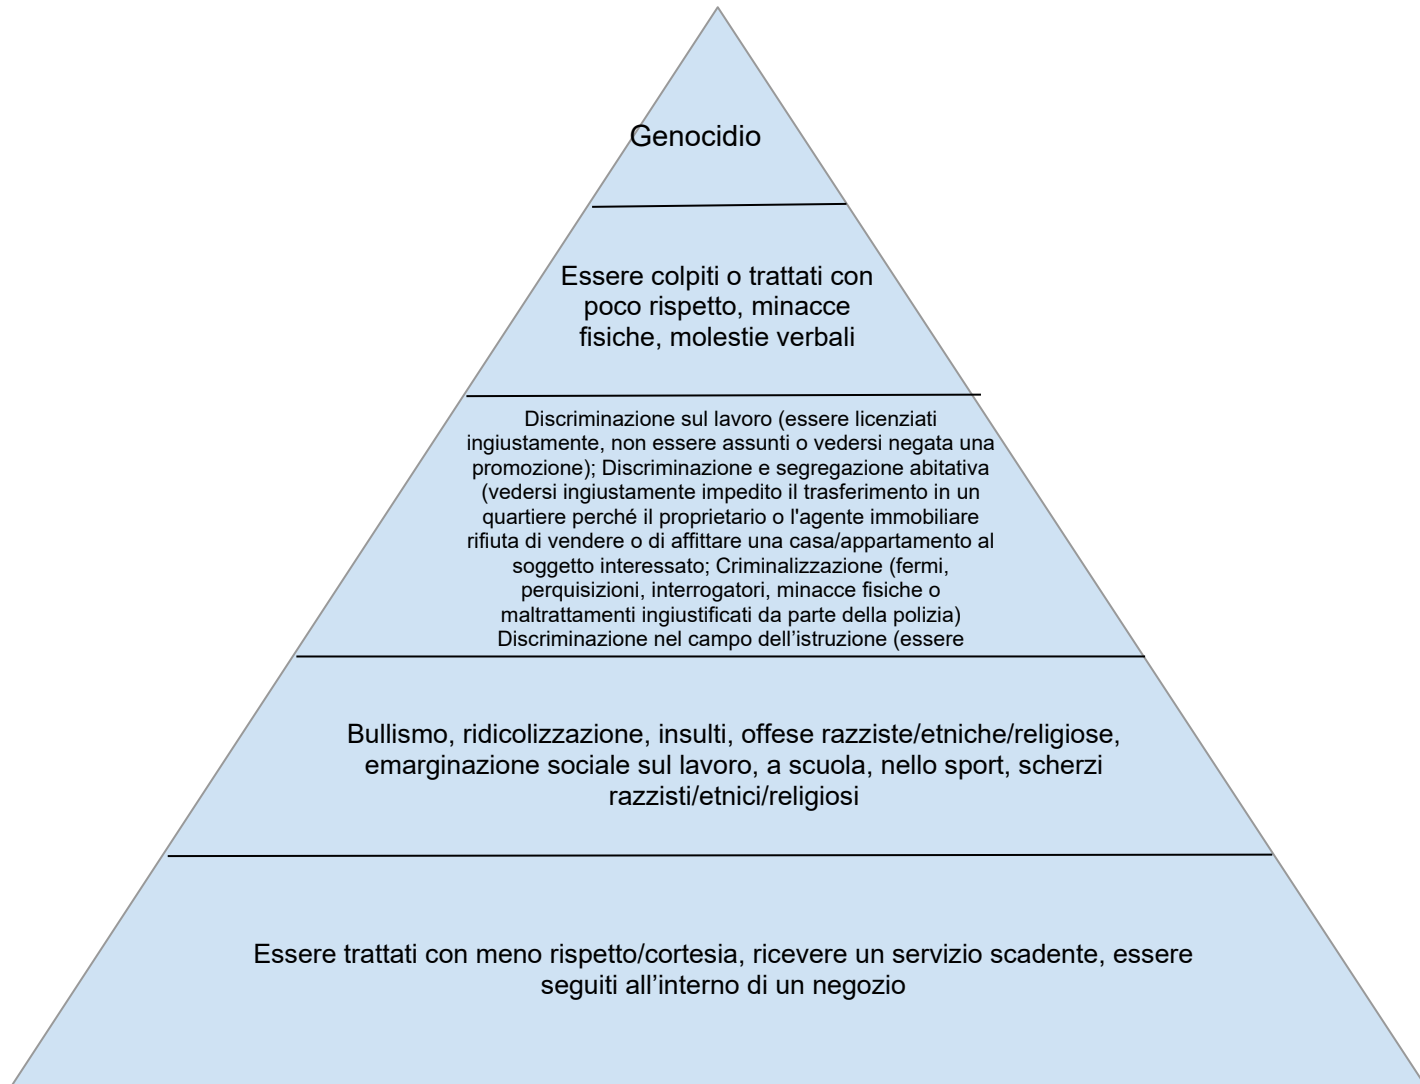 Genocidio
Essere colpiti o trattati con
poco rispetto, minacce
fisiche, molestie verbali
Discriminazione sul lavoro (essere licenziati
ingiustamente, non essere assunti o vedersi negata una
promozione); Discriminazione e segregazione abitativa
(vedersi ingiustamente impedito il trasferimento in un
quartiere perché il proprietario o l'agente immobiliare
rifiuta di vendere o di affittare una casa/appartamento al
soggetto interessato; Criminalizzazione (fermi,
perquisizioni, interrogatori, minacce fisiche o
maltrattamenti ingiustificati da parte della polizia)
Discriminazione nel campo dell’istruzione (essere
Bullismo, ridicolizzazione, insulti, offese razziste/etniche/religiose,
emarginazione sociale sul lavoro, a scuola, nello sport, scherzi
razzisti/etnici/religiosi
Essere trattati con meno rispetto/cortesia, ricevere un servizio scadente, essere
seguiti all’interno di un negozio